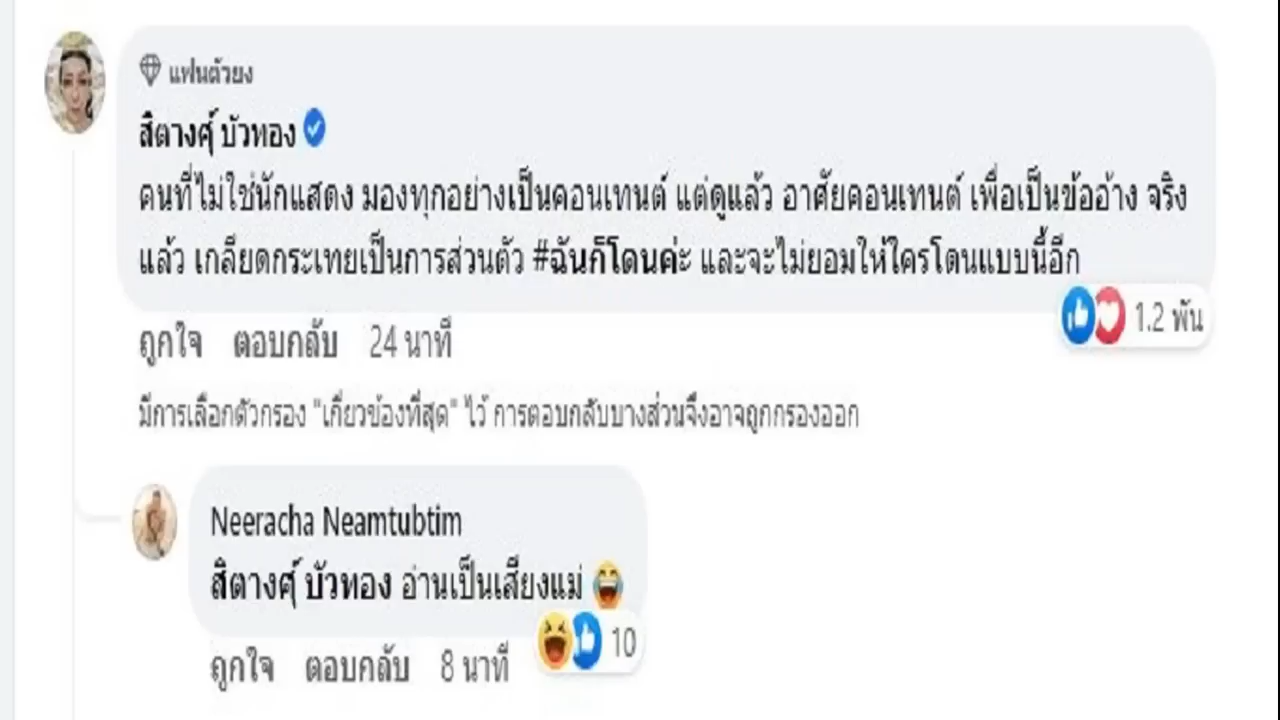 แฟนตัวยง
สิตางศุ์ บัวทอง
คนที่ไม่ใช่นักแสดง มองทุกอย่างเป็นคอนเทนต์ แต่ดูแล้ว อาศัยคอนเทนต์ เพื่อเป็นข้ออ้าง จริง
แล้ว เกลียดกระเทยเป็นการส่วนตัว #ฉันก็โดนค่ะ และจะไม่ยอมให้ใครโดนแบบนี้อีก
1.2 พัน
ถูกใจ ตอบกลับ 24 นาที
มีการเลือกตัวกรอง "เกี่ยวข้องที่สุด" ไว้ การตอบกลับบางส่วนจึงอาจถูกกรองออก
Neeracha Neamtubtim
สิตางศุ์ บัวทอง อ่านเป็นเสียงแม่ 😂
10
ถูกใจ ตอบกลับ 8 นาที